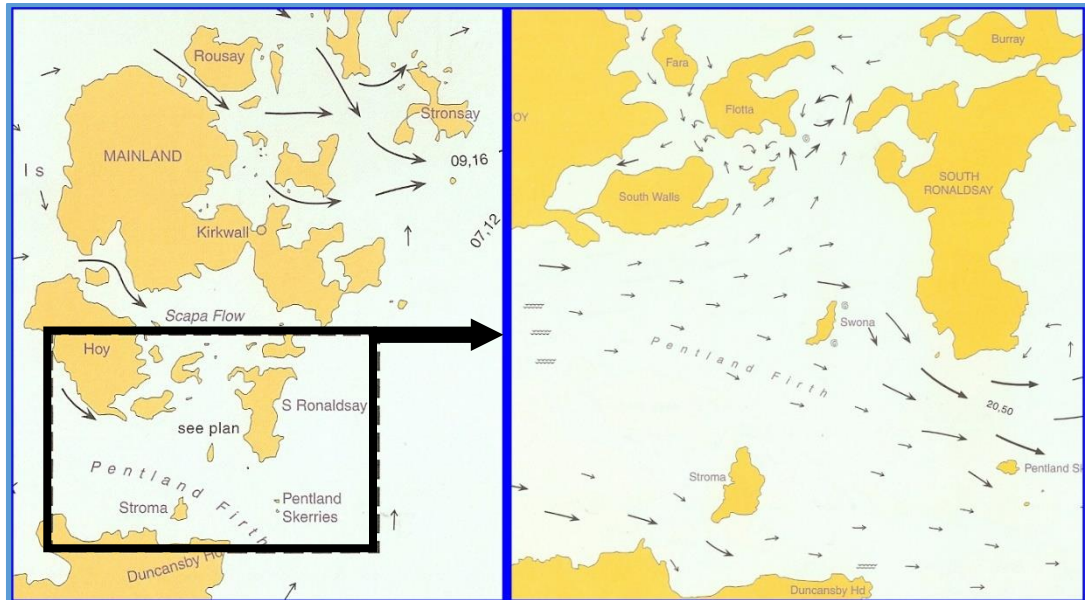 Rousay
Stronsay
MAINLAND
09,16
I s
07,12
Kirkwall
Scapa Flow
Hoy
S Ronaldsay
see plan
Pentland Firth
Stroma
Pentland
Skerries
Duncansby Hd
Burray
Fara
Flotta
OY
G
SOUTH
RONALDSAY
South Walls
G
Swona
G
Pentland Firth
20,50
Stroma
Pentland Sk
Duncansby Hd